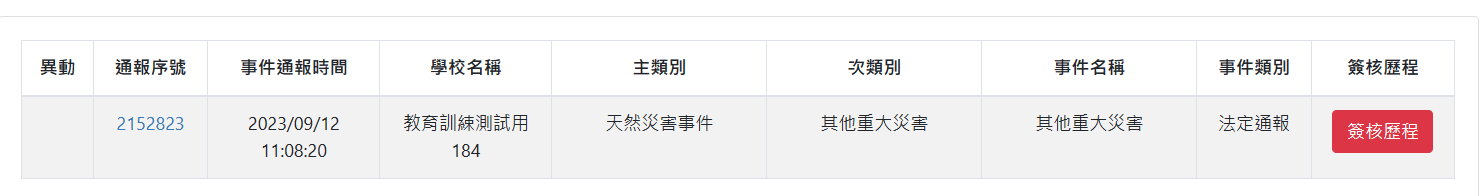 異動 通報序號 事件通報時間 學校名稱 主類別 次類別 事件名稱 事件類別 簽核歷程
2152823 2023/09/12 教育訓練測試用 天然災害事件 其他重大災害 其他重大災害 法定通報 簽核歷程
11:08:20 184